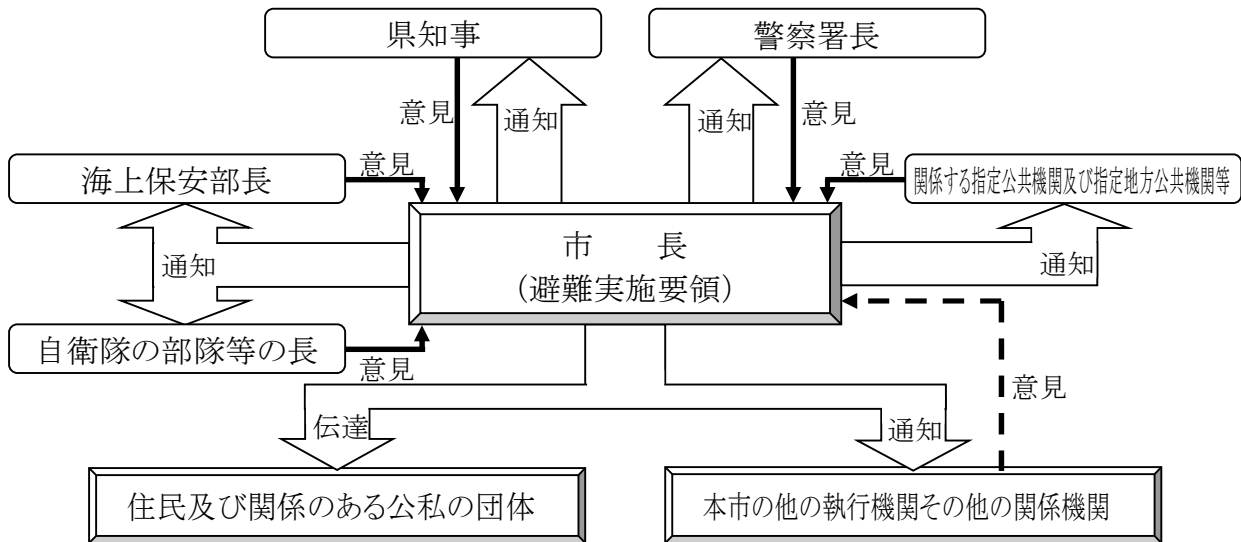 県知事
警察署長
意見
通知
通知
意見
海上保安部長
意見
意見
関係する指定公共機関及び指定地方公共機関等
市　　長
(避難実施要領)
通知
通知
自衛隊の部隊等の長
意見
意見
伝達
通知
住民及び関係のある公私の団体
本市の他の執行機関その他の関係機関